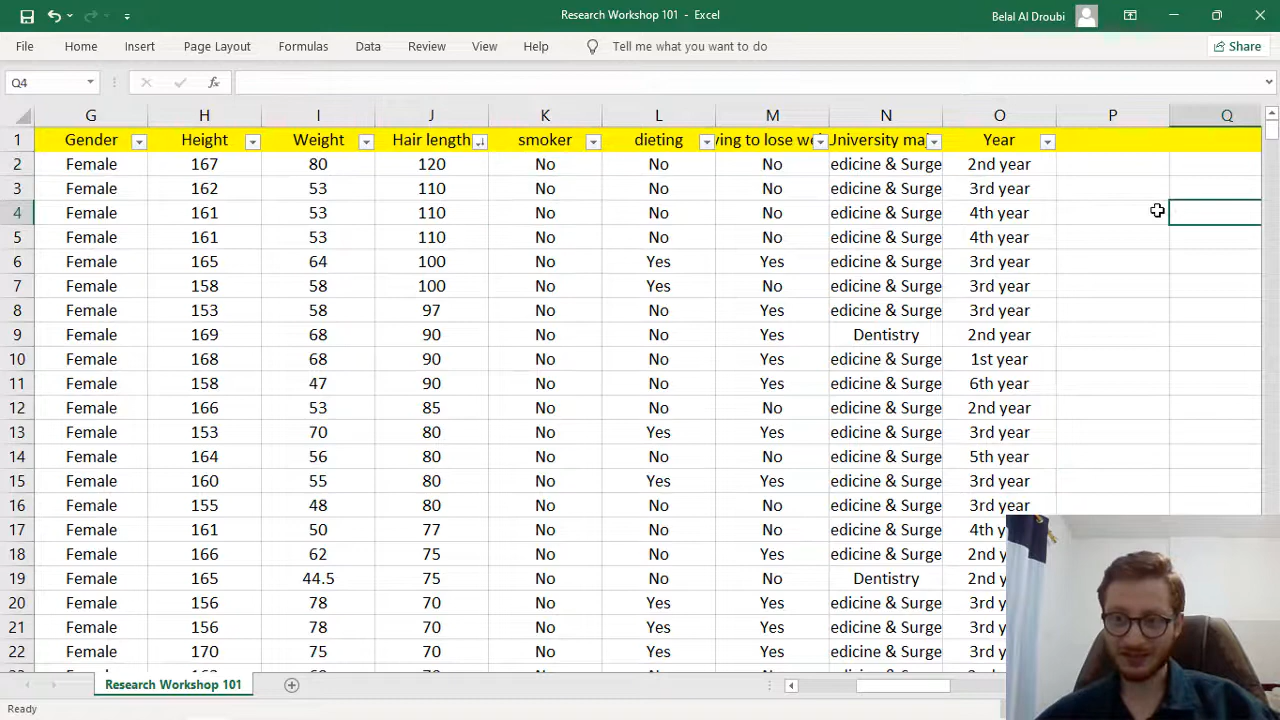 Research Workshop 101 - Excel
Belal Al Droubi
File Home Insert Page Layout Formulas Data Review View Help Tell me what you want to do Share
Q4 fx
G H I J K L M N O P Q
1 Gender Height Weight Hair length smoker dieting ying to lose we University maj Year
2 Female 167 80 120 No No No edicine & Surge 2nd year
3 Female 162 53 110 No No No edicine & Surge 3rd year
4 Female 161 53 110 No No No edicine & Surge 4th year
5 Female 161 53 110 No No No edicine & Surge 4th year
6 Female 165 64 100 No Yes Yes edicine & Surge 3rd year
7 Female 158 58 100 No Yes No edicine & Surge 3rd year
8 Female 153 58 97 No No Yes edicine & Surge 3rd year
9 Female 169 68 90 No No Yes Dentistry 2nd year
10 Female 168 68 90 No No Yes edicine & Surge 1st year
11 Female 158 47 90 No No Yes edicine & Surge 6th year
12 Female 166 53 85 No No No edicine & Surge 2nd year
13 Female 153 70 80 No Yes Yes edicine & Surge 3rd year
14 Female 164 56 80 No No No edicine & Surge 5th year
15 Female 160 55 80 No Yes Yes edicine & Surge 3rd year
16 Female 155 48 80 No No No edicine & Surge 3rd year
17 Female 161 50 77 No No No edicine & Surge 4th y
18 Female 166 62 75 No No Yes edicine & Surge 2nd y
19 Female 165 44.5 75 No No No Dentistry 2nd y
20 Female 156 78 70 No Yes Yes edicine & Surge 3rd y
21 Female 156 78 70 No Yes Yes edicine & Surge 3rd y
22 Female 170 75 70 No Yes Yes edicine & Surge 3rd y
Research Workshop 101
Ready